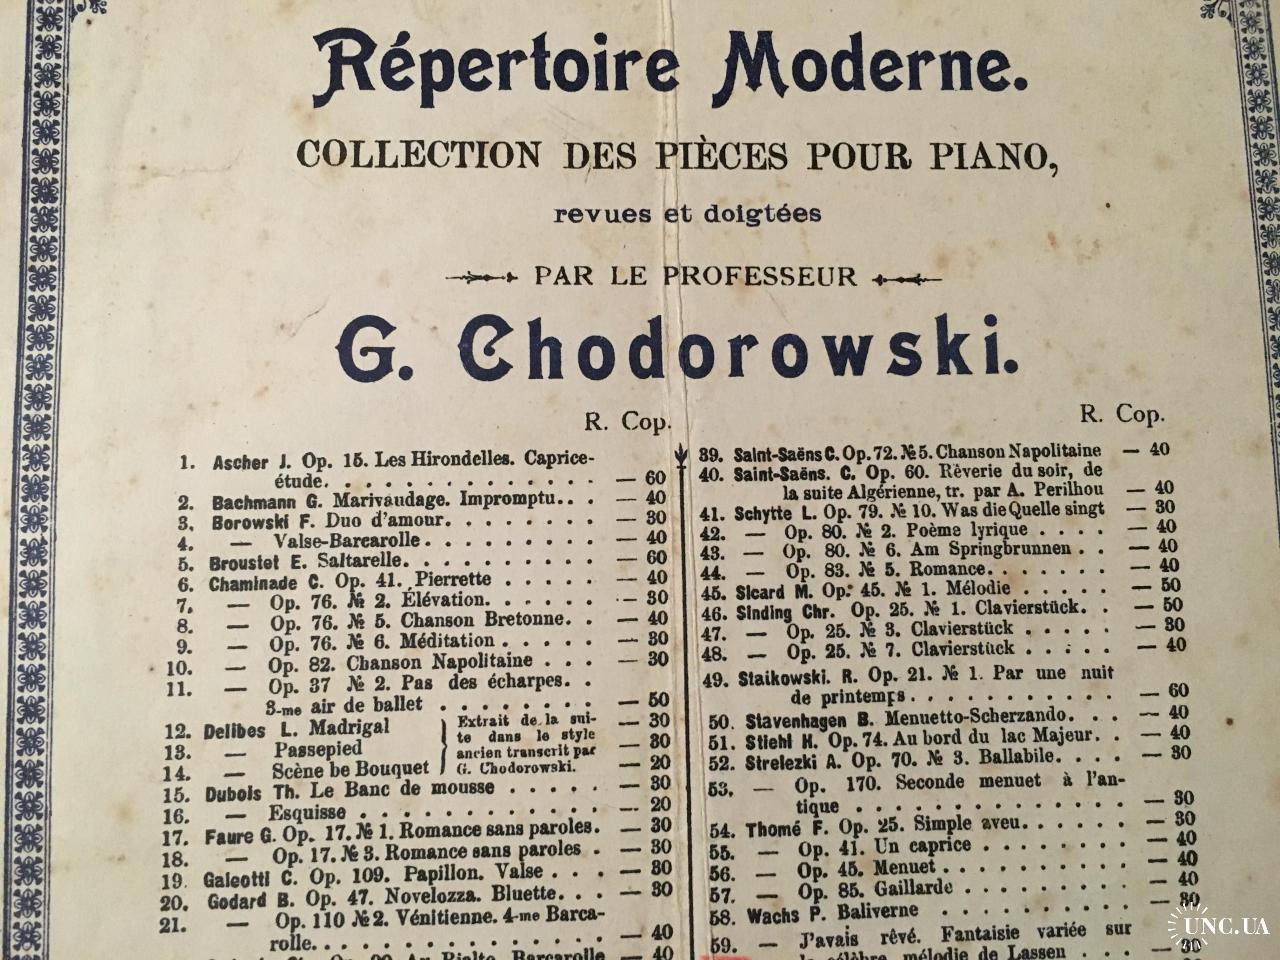 Répertoire Moderne.
COLLECTION DES PIÈCES POUR PIANO,
revues et doigtées
PAR LE PROFESSEUR
G. Chodorowski.
R. Cop.
1. Ascher J. Op. 15. Les Hirondelles. Caprice-
étude. . . . . . . . . . . . . . — 60
2. Bachmann G. Marivaudage. Impromptu. . . — 40
3. Borowski F. Duo d'amour. . . . . . . . . — 30
4. — Valse-Barcarolle . . . . . . . . . — 40
5. Broustet E. Saltarelle. . . . . . . . . . . — 60
6. Chaminade C. Op. 41. Pierrette . . . . . — 40
7. — Op. 76. № 2. Élévation. . . . . . — 30
8. — Op. 76. № 5. Chanson Bretonne. . . — 40
9. — Op. 76. № 6. Méditation . . . . . — 30
10. — Op. 82. Chanson Napolitaine . . . — 30
11. — Op. 37 № 2. Pas des écharpes. . .
3-me air de ballet . . . . . . . . — 50
12. Delibes L. Madrigal — 30
13. — Passepied — 30
14. — Scène be Bouquet — 20
Extrait de la sui-
te dans le style
ancien transcrit par
G. Chodorowski.
15. Dubois Th. Le Banc de mousse . . . . . — 30
16. — Esquisse . . . . . . . . . . . . — 20
17. Faure G. Op. 17. № 1. Romance sans paroles. — 30
18. — Op. 17. № 3. Romance sans paroles . — 30
19. Galeotti C. Op. 109. Papillon. Valse . . . — 30
20. Godard B. Op. 47. Novelozza. Bluette. . . — 30
21. — Op. 110 № 2. Vénitienne. 4-me Barca-
rolle. . . . . . . . . . . . . . — 40
Op. 90. Au Rialto. Barcarolle — 40
R. Cop.
39. Saint-Saëns C. Op. 72. № 5. Chanson Napolitaine — 40
40. Saint-Saëns. C. Op. 60. Rêverie du soir, de
la suite Algérienne, tr. par A. Perilhou — 40
41. Schytte L. Op. 79. № 10. Was die Quelle singt — 30
42. — Op. 80. № 2. Poème lyrique . . . . — 40
43. — Op. 80. № 6. Am Springbrunnen . . — 40
44. — Op. 83. № 5. Romance. . . . . . . — 40
45. Sicard M. Op. 45. № 1. Mélodie . . . . . — 50
46. Sinding Chr. Op. 25. № 1. Clavierstück. . — 50
47. — Op. 25. № 3. Clavierstück . . . . . — 30
48. — Op. 25. № 7. Clavierstück . . . . . — 40
49. Staikowski. R. Op. 21. № 1. Par une nuit
de printemps. . . . . . . . . . . — 60
50. Stavenhagen B. Menuetto-Scherzando. . . — 40
51. Stiehl H. Op. 74. Au bord du lac Majeur. . — 40
52. Strelezki A. Op. 70. № 3. Ballabile. . . . — 30
53. — Op. 170. Seconde menuet à l'an-
tique . . . . . . . . . . . . . . — 30
54. Thomé F. Op. 25. Simple aveu. . . . . . — 30
55. — Op. 41. Un caprice . . . . . . . . — 40
56. — Op. 45. Menuet. . . . . . . . . . — 40
57. — Op. 85. Gaillarde . . . . . . . . — 40
58. Wachs P. Baliverne . . . . . . . . . . — 30
59. — J'avais rêvé. Fantaisie variée sur
la célèbre mélodie de Lassen . . . — 30
UNC.UA